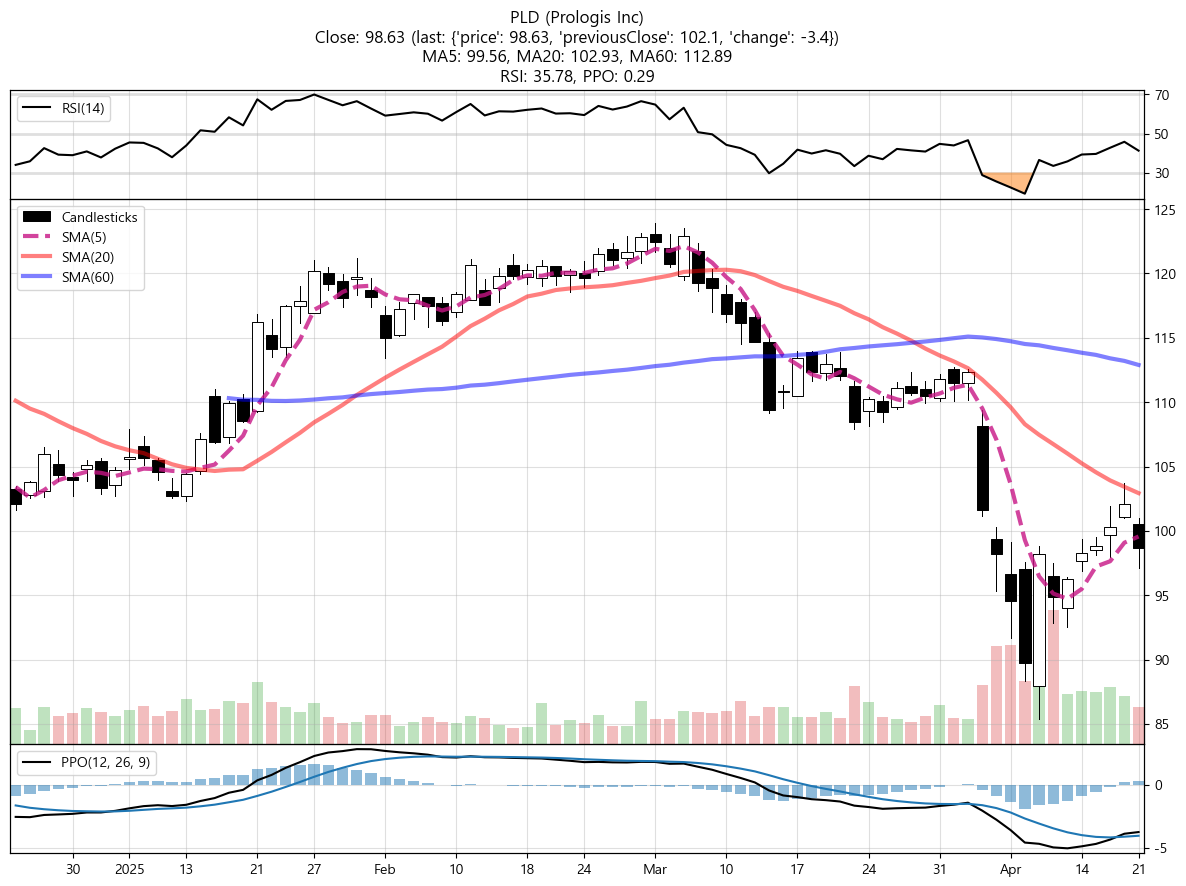 PLD (Prologis Inc)
Close: 98.63 (last: {'price': 98.63, 'previousClose': 102.1, 'change': -3.4})
MA5: 99.56, MA20: 102.93, MA60: 112.89
RSI: 35.78, PPO: 0.29
RSI(14)
70
50
30
Candlesticks
SMA(5)
SMA(20)
SMA(60)
125
120
115
110
105
100
95
90
85
PPO(12, 26, 9)
0
-5
30 2025 13 21 27 Feb 10 18 24 Mar 10 17 24 31 Apr 14 21